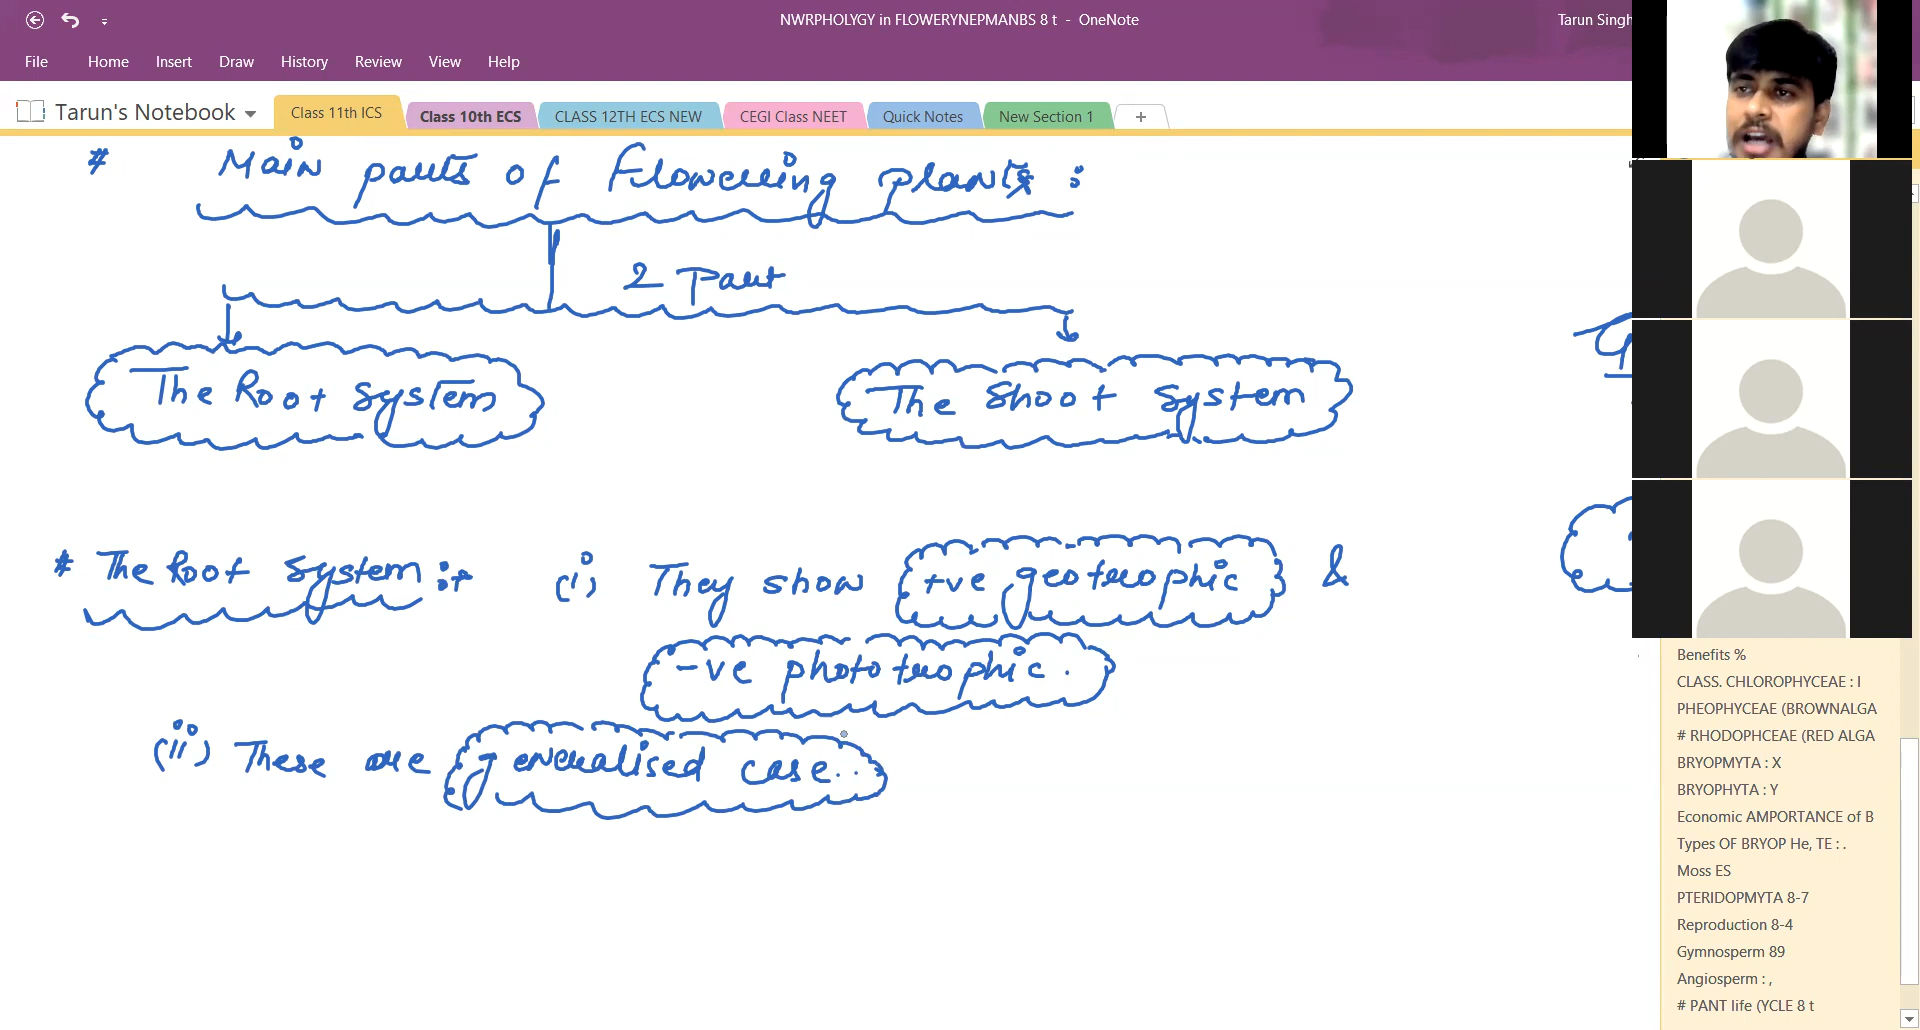 NWRPHOLYGY in FLOWERYNEPMANBS 8 t - OneNote
Tarun Singh
File Home Insert Draw History Review View Help
Tarun's Notebook
Class 11th ICS
Class 10th ECS
CLASS 12TH ECS NEW
CEGI Class NEET
Quick Notes
New Section 1
+
# Main parts of Flowering plants :
2 Part
The Root System
The Shoot System
* The Root System :-
(i) They show +ve geotrophic &
-ve phototrophic.
(ii) These are generalised case..
Benefits %
CLASS. CHLOROPHYCEAE : I
PHEOPHYCEAE (BROWNALGA
# RHODOPHCEAE (RED ALGA
BRYOPMYTA : X
BRYOPHYTA : Y
Economic AMPORTANCE of B
Types OF BRYOP He, TE : .
Moss ES
PTERIDOPMYTA 8-7
Reproduction 8-4
Gymnosperm 89
Angiosperm : ,
# PANT life (YCLE 8 t